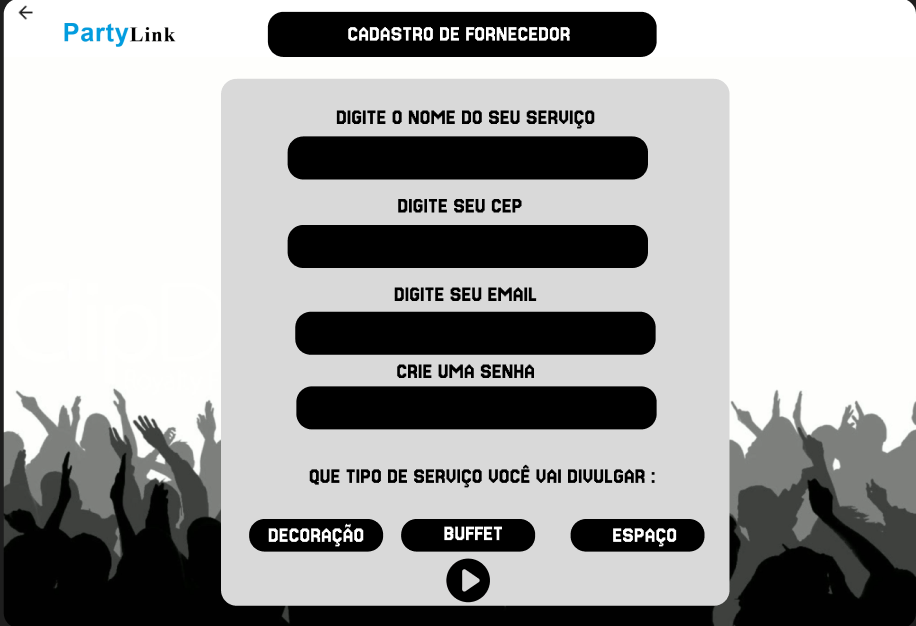 PartyLink
CADASTRO DE FORNECEDOR
DIGITE O NOME DO SEU SERVIÇO
DIGITE SEU CEP
DIGITE SEU EMAIL
CRIE UMA SENHA
QUE TIPO DE SERVIÇO VOCÊ VAI DIVULGAR :
DECORAÇÃO BUFFET ESPAÇO